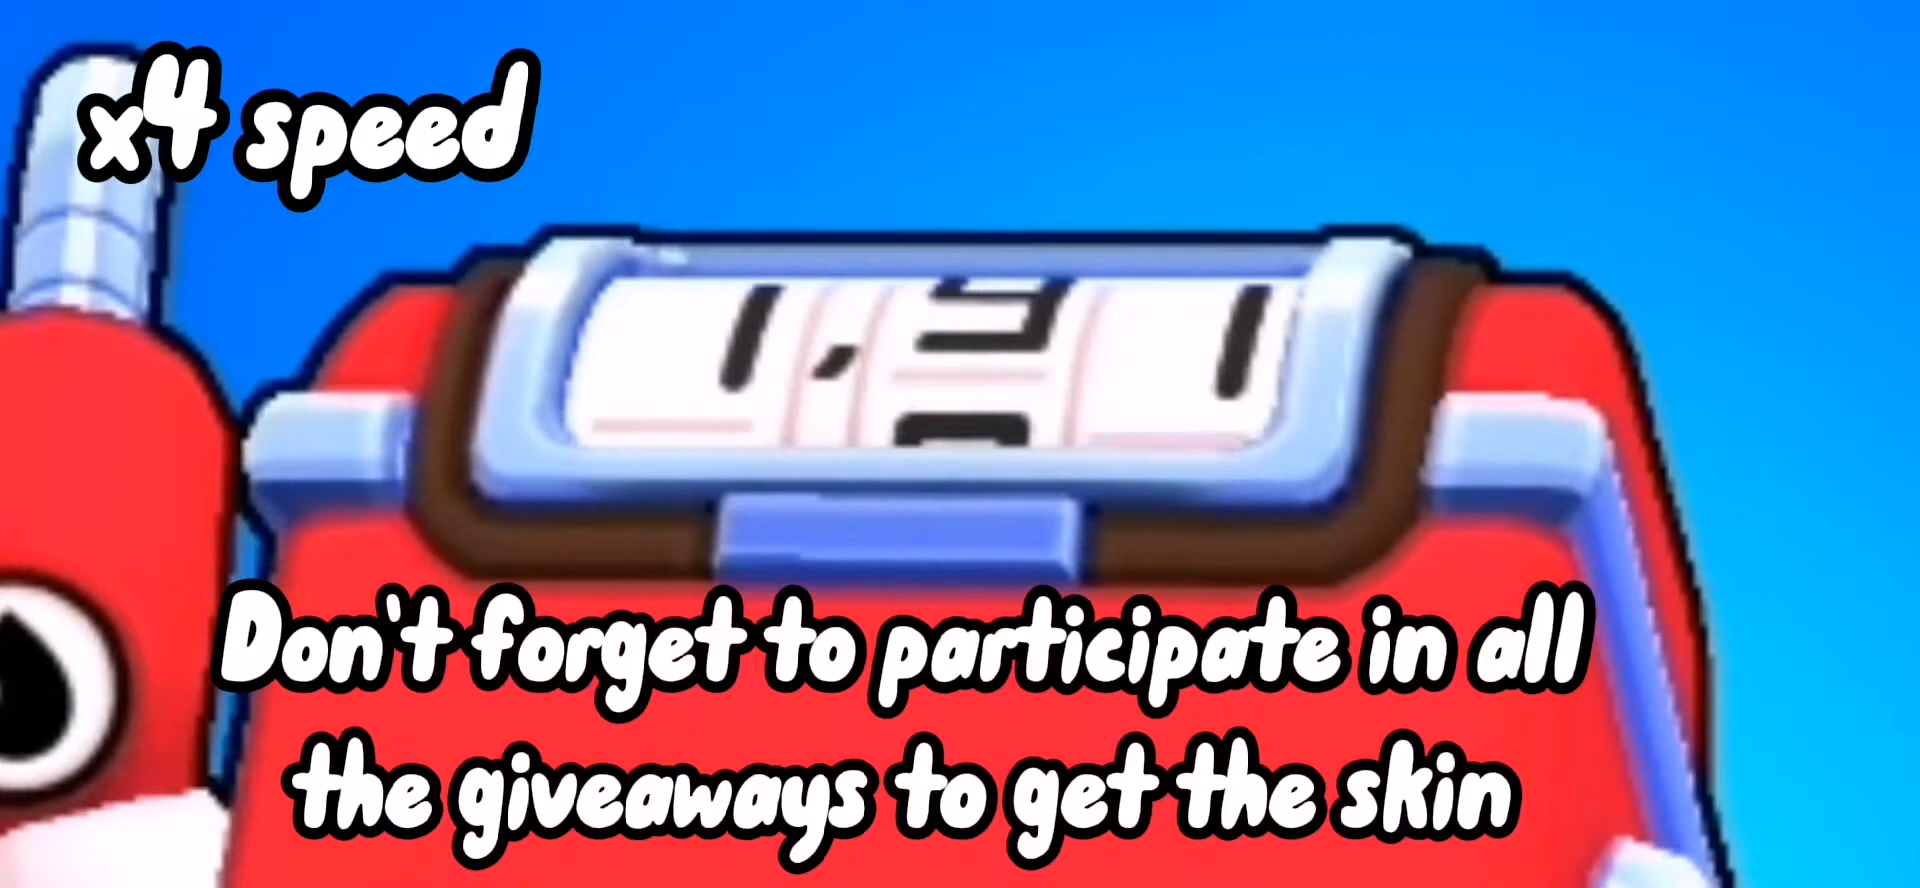 x4 speed
Don't forget to participate in all
the giveaways to get the skin